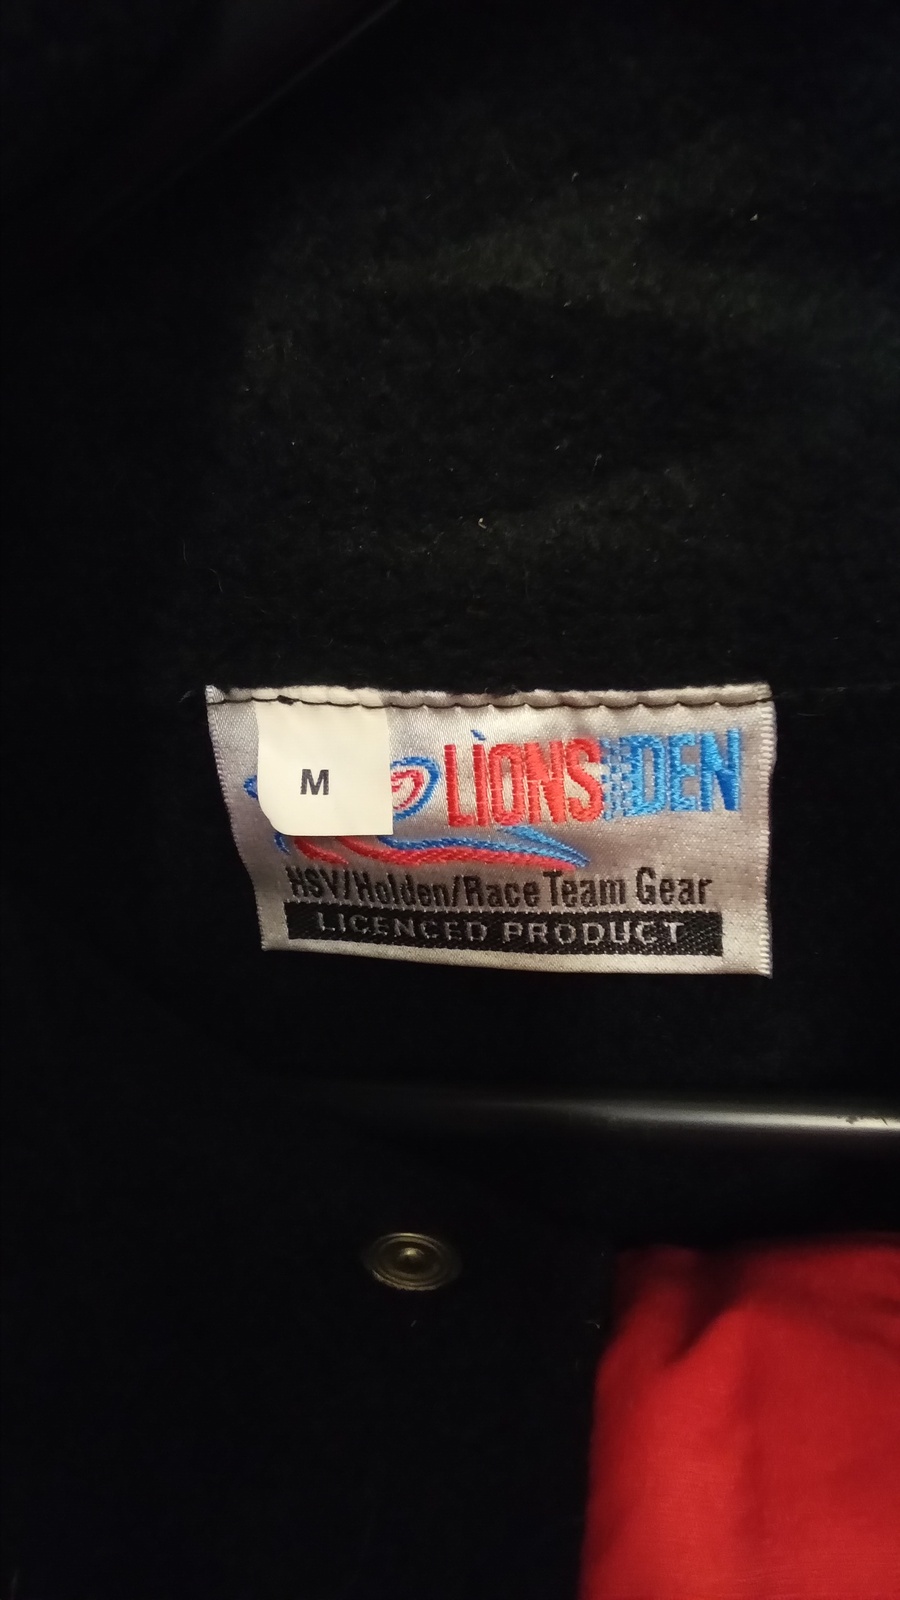 M
LIONS DEN
HSV/Holden/Race Team Gear
LICENCED PRODUCT